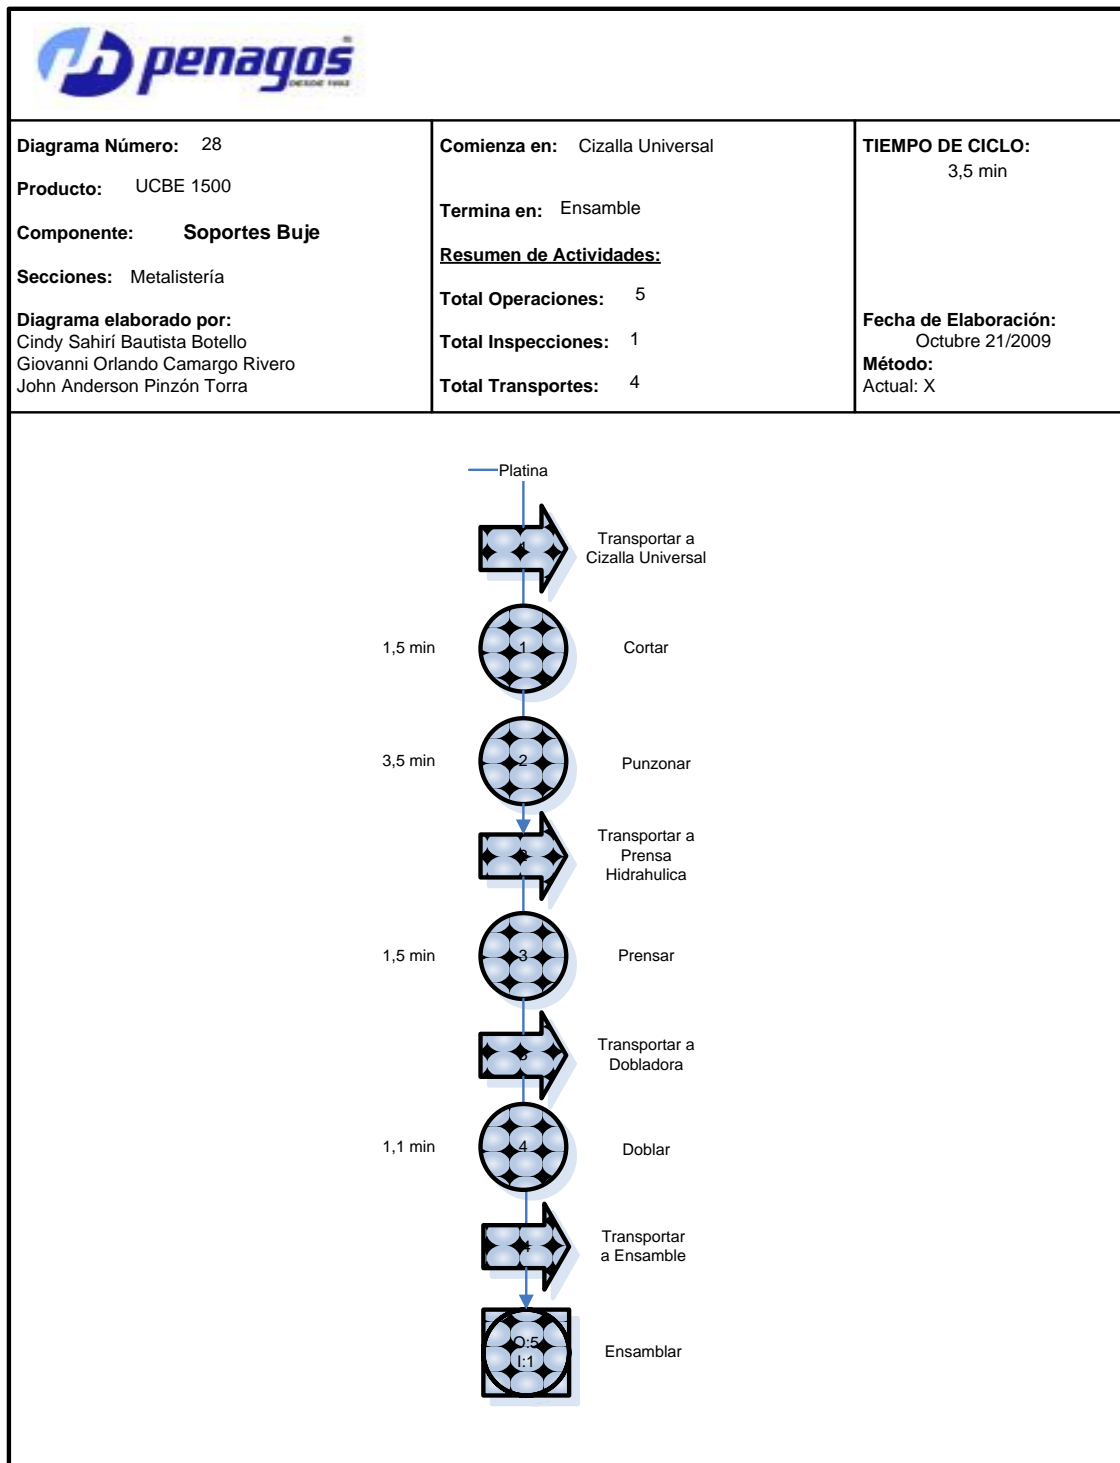 penagos
DESDE 1892
Diagrama Número: 28
Producto: UCBE 1500
Componente: Soportes Buje
Secciones: Metalistería
Diagrama elaborado por:
Cindy Sahirí Bautista Botello
Giovanni Orlando Camargo Rivero
John Anderson Pinzón Torra
Comienza en: Cizalla Universal
Termina en: Ensamble
Resumen de Actividades:
Total Operaciones: 5
Total Inspecciones: 1
Total Transportes: 4
TIEMPO DE CICLO:
3,5 min
Fecha de Elaboración:
Octubre 21/2009
Método:
Actual: X
Platina
1
Transportar a
Cizalla Universal
1,5 min
1
Cortar
3,5 min
2
Punzonar
2
Transportar a
Prensa
Hidrahulica
1,5 min
3
Prensar
3
Transportar a
Dobladora
1,1 min
4
Doblar
4
Transportar
a Ensamble
O:5
I:1
Ensamblar